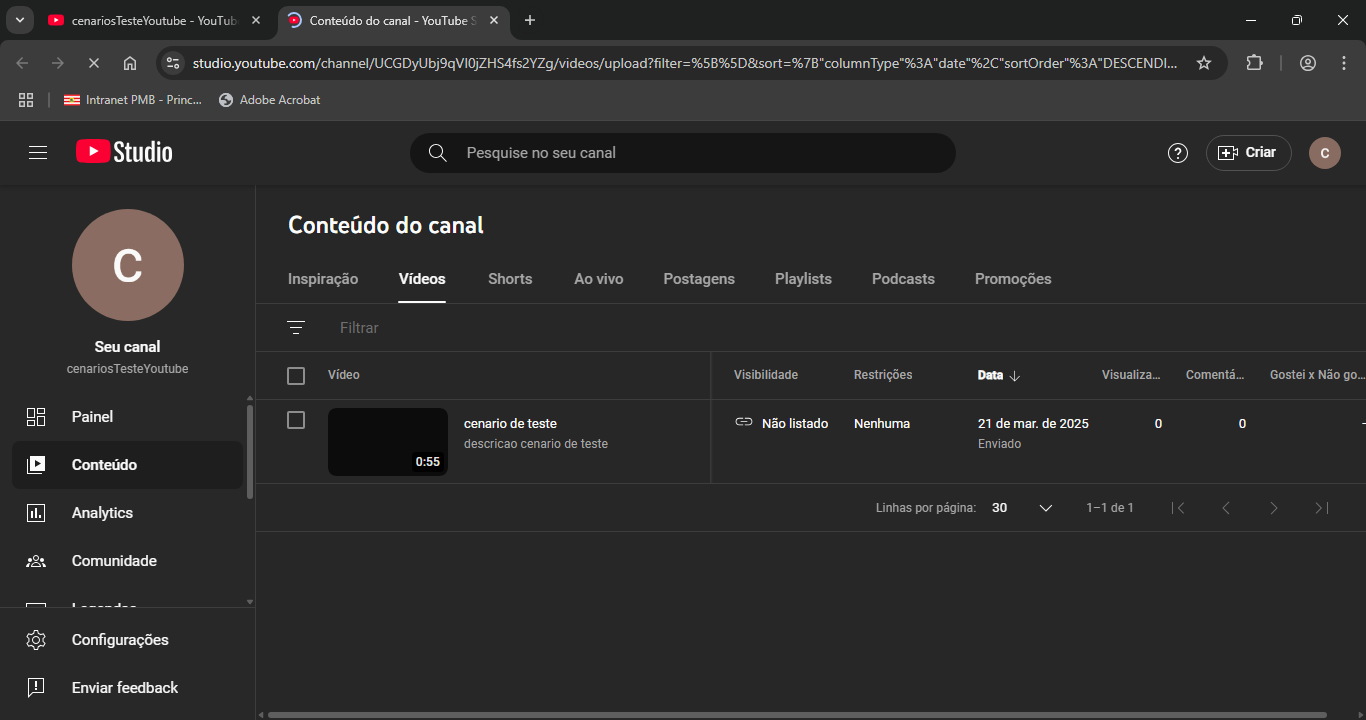 cenariosTesteYoutube - YouTub
Conteúdo do canal - YouTube S
studio.youtube.com/channel/UCGDyUbj9qVI0jZHS4fs2YZg/videos/upload?filter=%5B%5D&sort=%7B"columnType"%3A"date"%2C"sortOrder"%3A"DESCENDI...
Intranet PMB - Princ...
Adobe Acrobat
Studio
Pesquise no seu canal
Criar
C
C
Seu canal
cenariosTesteYoutube
Painel
Conteúdo
Analytics
Comunidade
Legendas
Configurações
Enviar feedback
Conteúdo do canal
Inspiração Vídeos Shorts Ao vivo Postagens Playlists Podcasts Promoções
Filtrar
Vídeo Visibilidade Restrições Data Visualiza... Comentá... Gostei x Não go...
0:55
cenario de teste Não listado Nenhuma 21 de mar. de 2025 0 0
descricao cenario de teste Enviado
Linhas por página: 30 1–1 de 1